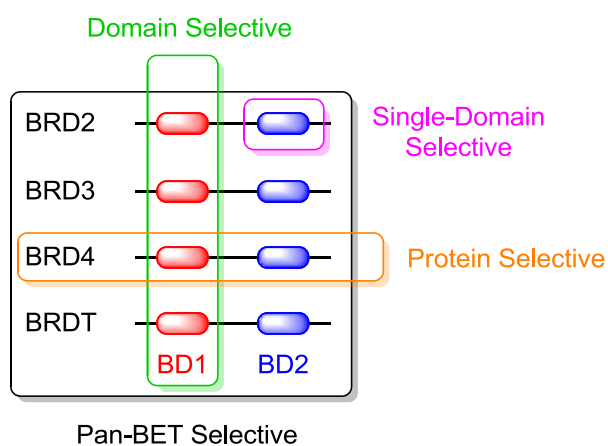 Domain Selective
BRD2
Single-Domain
Selective
BRD3
BRD4
Protein Selective
BRDT
BD1 BD2
Pan-BET Selective